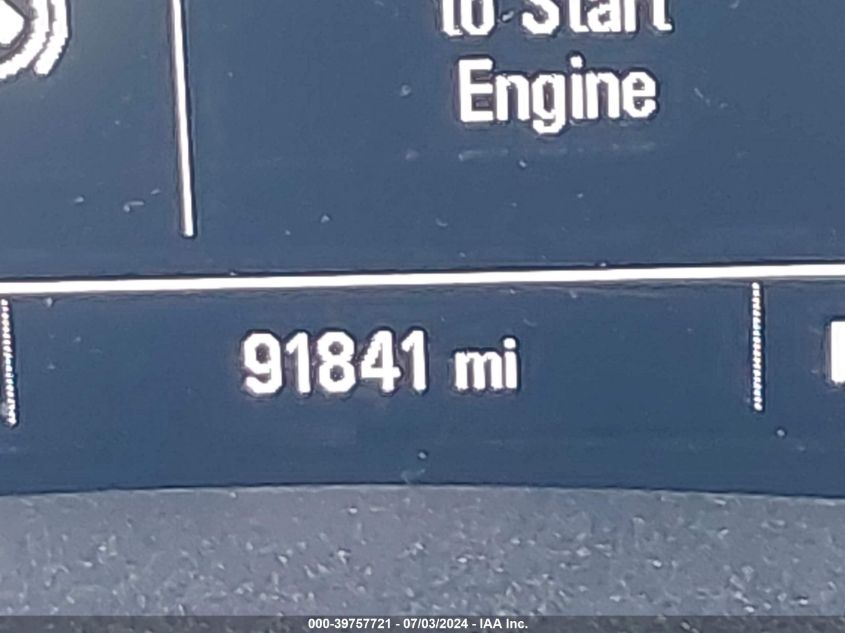 to Start
Engine
91841 mi
000-39757721 - 07/03/2024 - IAA Inc.